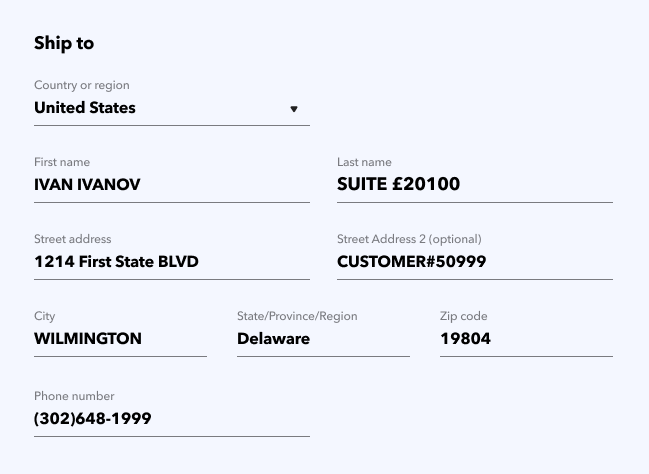 Ship to
Country or region
United States
First name
Last name
IVAN IVANOV
SUITE £20100
Street address
Street Address 2 (optional)
1214 First State BLVD
CUSTOMER#50999
City
State/Province/Region
Zip code
WILMINGTON
Delaware
19804
Phone number
(302)648-1999